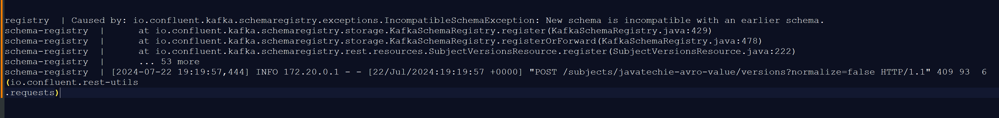 registry  | Caused by: io.confluent.kafka.schemaregistry.exceptions.IncompatibleSchemaException: New schema is incompatible with an earlier schema.
schema-registry  |      at io.confluent.kafka.schemaregistry.storage.KafkaSchemaRegistry.register(KafkaSchemaRegistry.java:429)
schema-registry  |      at io.confluent.kafka.schemaregistry.storage.KafkaSchemaRegistry.registerOrForward(KafkaSchemaRegistry.java:478)
schema-registry  |      at io.confluent.kafka.schemaregistry.rest.resources.SubjectVersionsResource.register(SubjectVersionsResource.java:222)
schema-registry  |      ... 53 more
schema-registry  | [2024-07-22 19:19:57,444] INFO 172.20.0.1 - - [22/Jul/2024:19:19:57 +0000] "POST /subjects/javatechie-avro-value/versions?normalize=false HTTP/1.1" 409 93  6
(io.confluent.rest-utils
.requests)